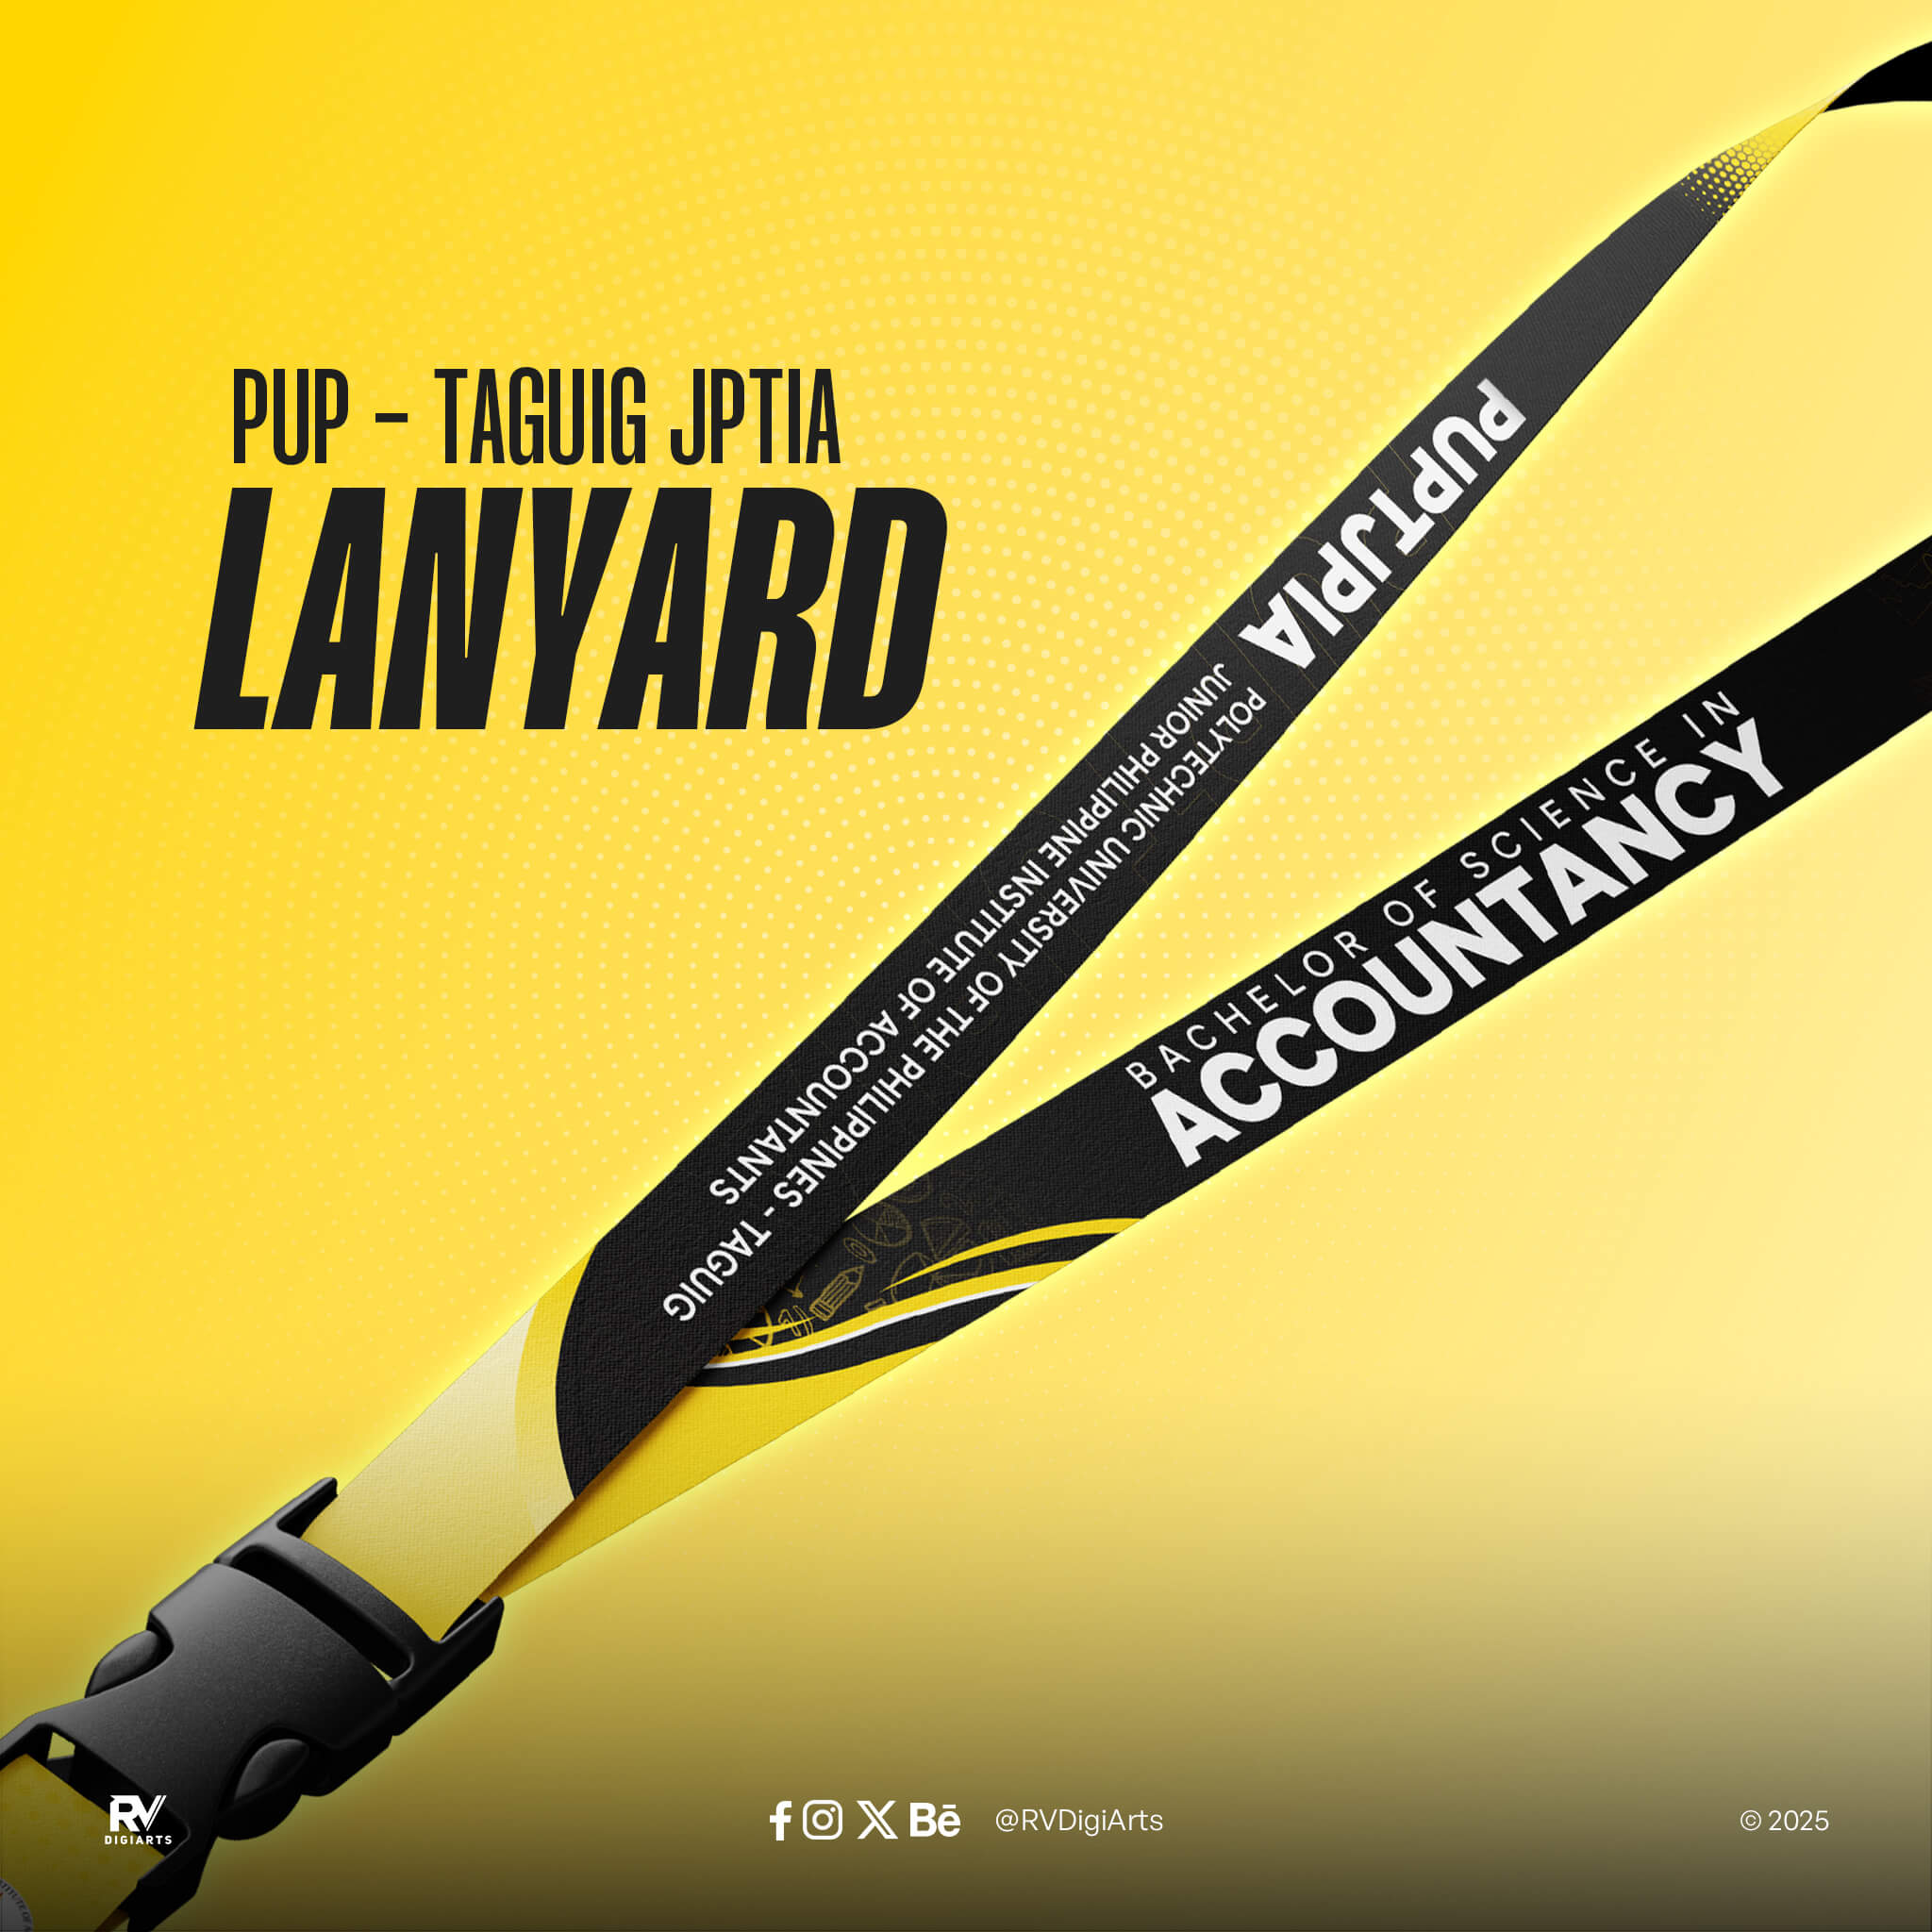 PUP - TAGUIG JPTIA
LANYARD
PUPTJPIA
POLYTECHNIC UNIVERSITY OF THE PHILIPPINES - TAGUIG
JUNIOR PHILIPPINE INSTITUTE OF ACCOUNTANTS
BACHELOR OF SCIENCE IN
ACCOUNTANCY
RV
DIGIARTS
f X Bē @RVDigiArts
© 2025